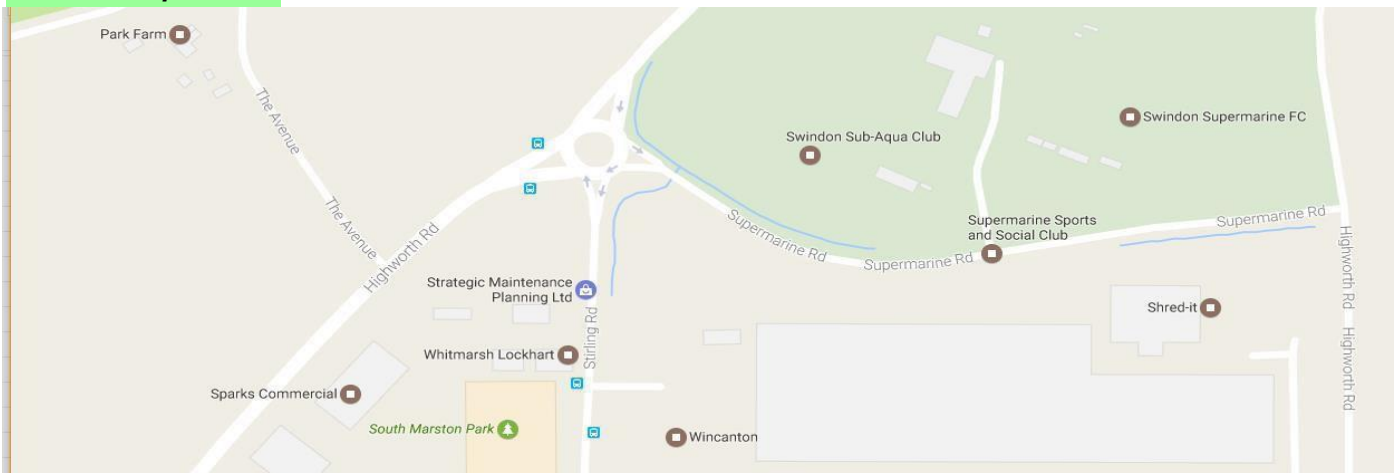 Park Farm
The Avenue
The Avenue
Highworth Rd
Swindon Supermarine FC
Swindon Sub-Aqua Club
Supermarine Sports
and Social Club
Supermarine Rd
Supermarine Rd
Supermarine Rd
Highworth Rd
Highworth Rd
Strategic Maintenance
Planning Ltd
Stirling Rd
Shred-it
Whitmarsh Lockhart
Sparks Commercial
South Marston Park
Wincanton